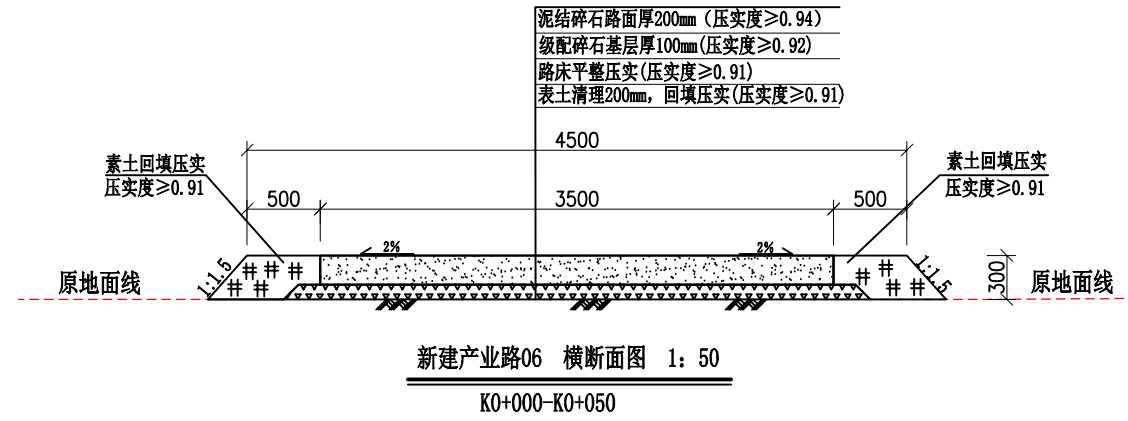 泥结碎石路面厚200mm（压实度≥0.94）
级配碎石基层厚100mm(压实度≥0.92)
路床平整压实(压实度≥0.91)
表土清理200mm，回填压实(压实度≥0.91)
4500
素土回填压实
压实度≥0.91
素土回填压实
压实度≥0.91
500
3500
500
2%
2%
1:1.5
1:1.5
300
原地面线
原地面线
新建产业路06 横断面图 1：50
K0+000-K0+050